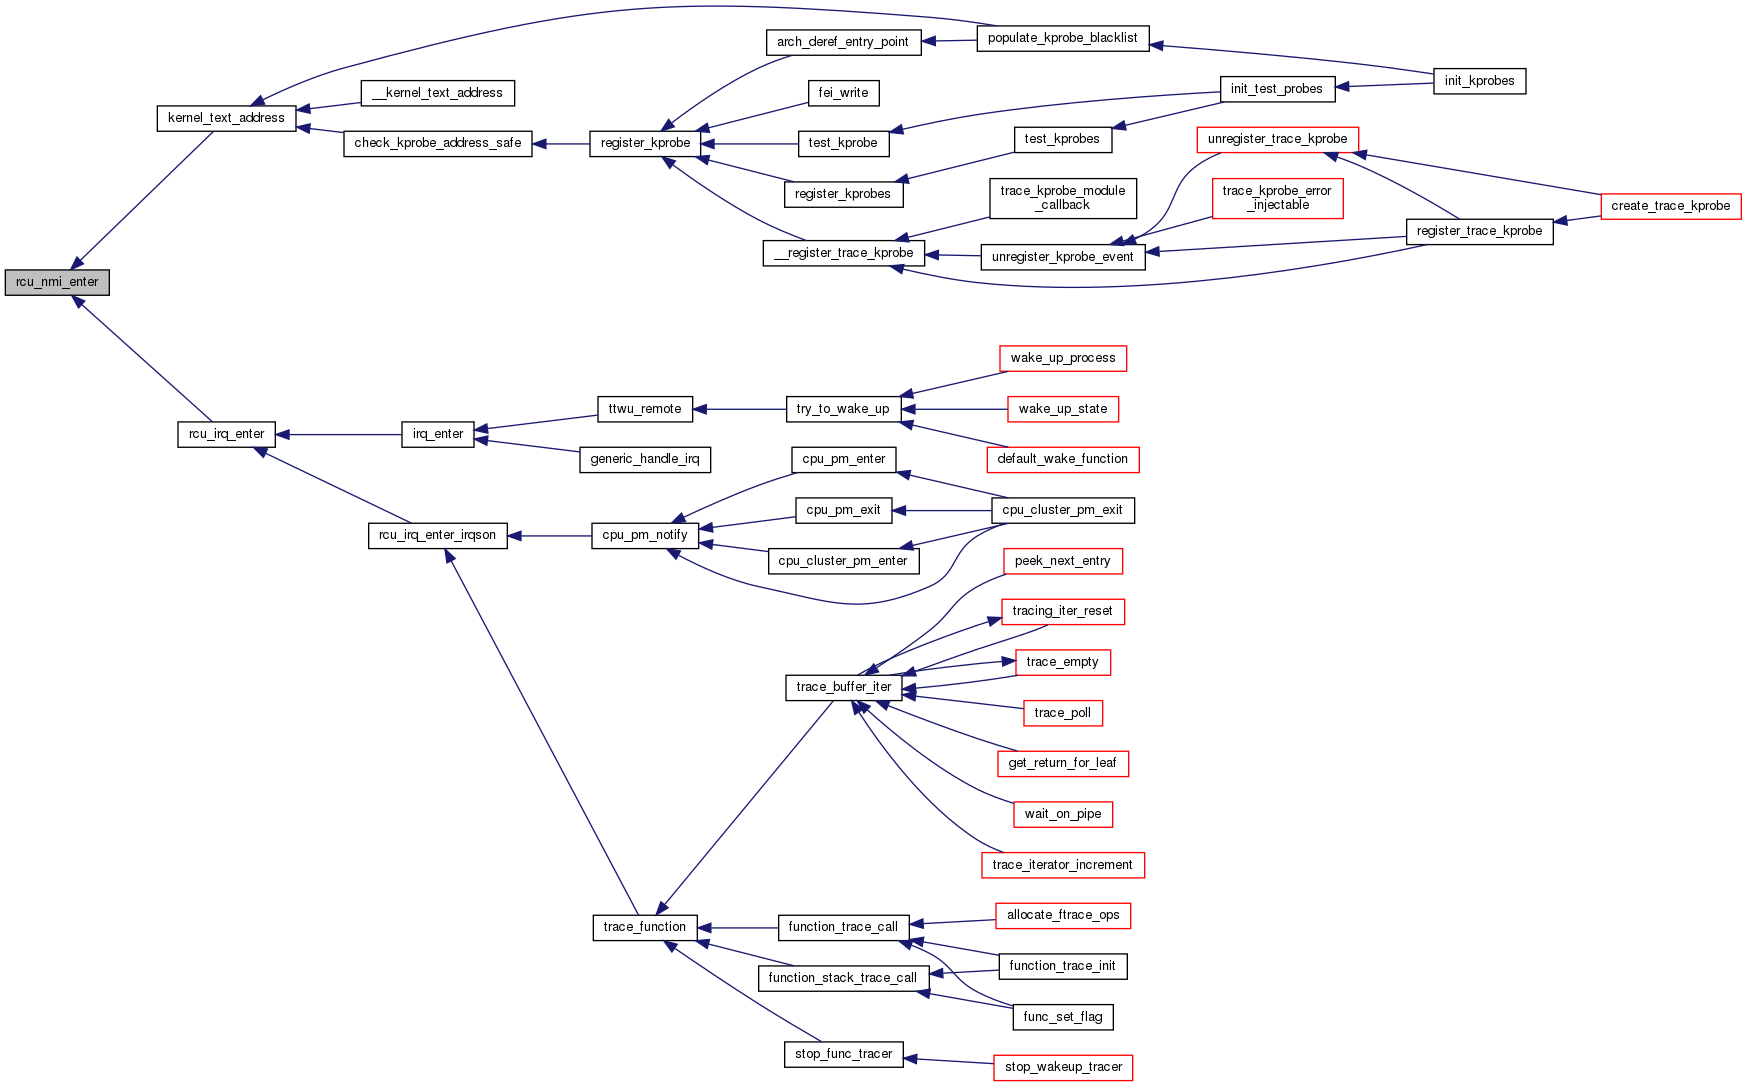 populate_kprobe_blacklist
arch_deref_entry_point
init_kprobes
__kernel_text_address
fei_write
init_test_probes
kernel_text_address
check_kprobe_address_safe
register_kprobe
test_kprobe
test_kprobes
unregister_trace_kprobe
register_kprobes
trace_kprobe_module
_callback
trace_kprobe_error
_injectable
create_trace_kprobe
register_trace_kprobe
__register_trace_kprobe
unregister_kprobe_event
rcu_nmi_enter
wake_up_process
ttwu_remote
try_to_wake_up
wake_up_state
rcu_irq_enter
irq_enter
generic_handle_irq
cpu_pm_enter
default_wake_function
cpu_pm_exit
cpu_cluster_pm_exit
rcu_irq_enter_irqson
cpu_pm_notify
cpu_cluster_pm_enter
peek_next_entry
tracing_iter_reset
trace_empty
trace_buffer_iter
trace_poll
get_return_for_leaf
wait_on_pipe
trace_iterator_increment
allocate_ftrace_ops
trace_function
function_trace_call
function_trace_init
function_stack_trace_call
func_set_flag
stop_func_tracer
stop_wakeup_tracer